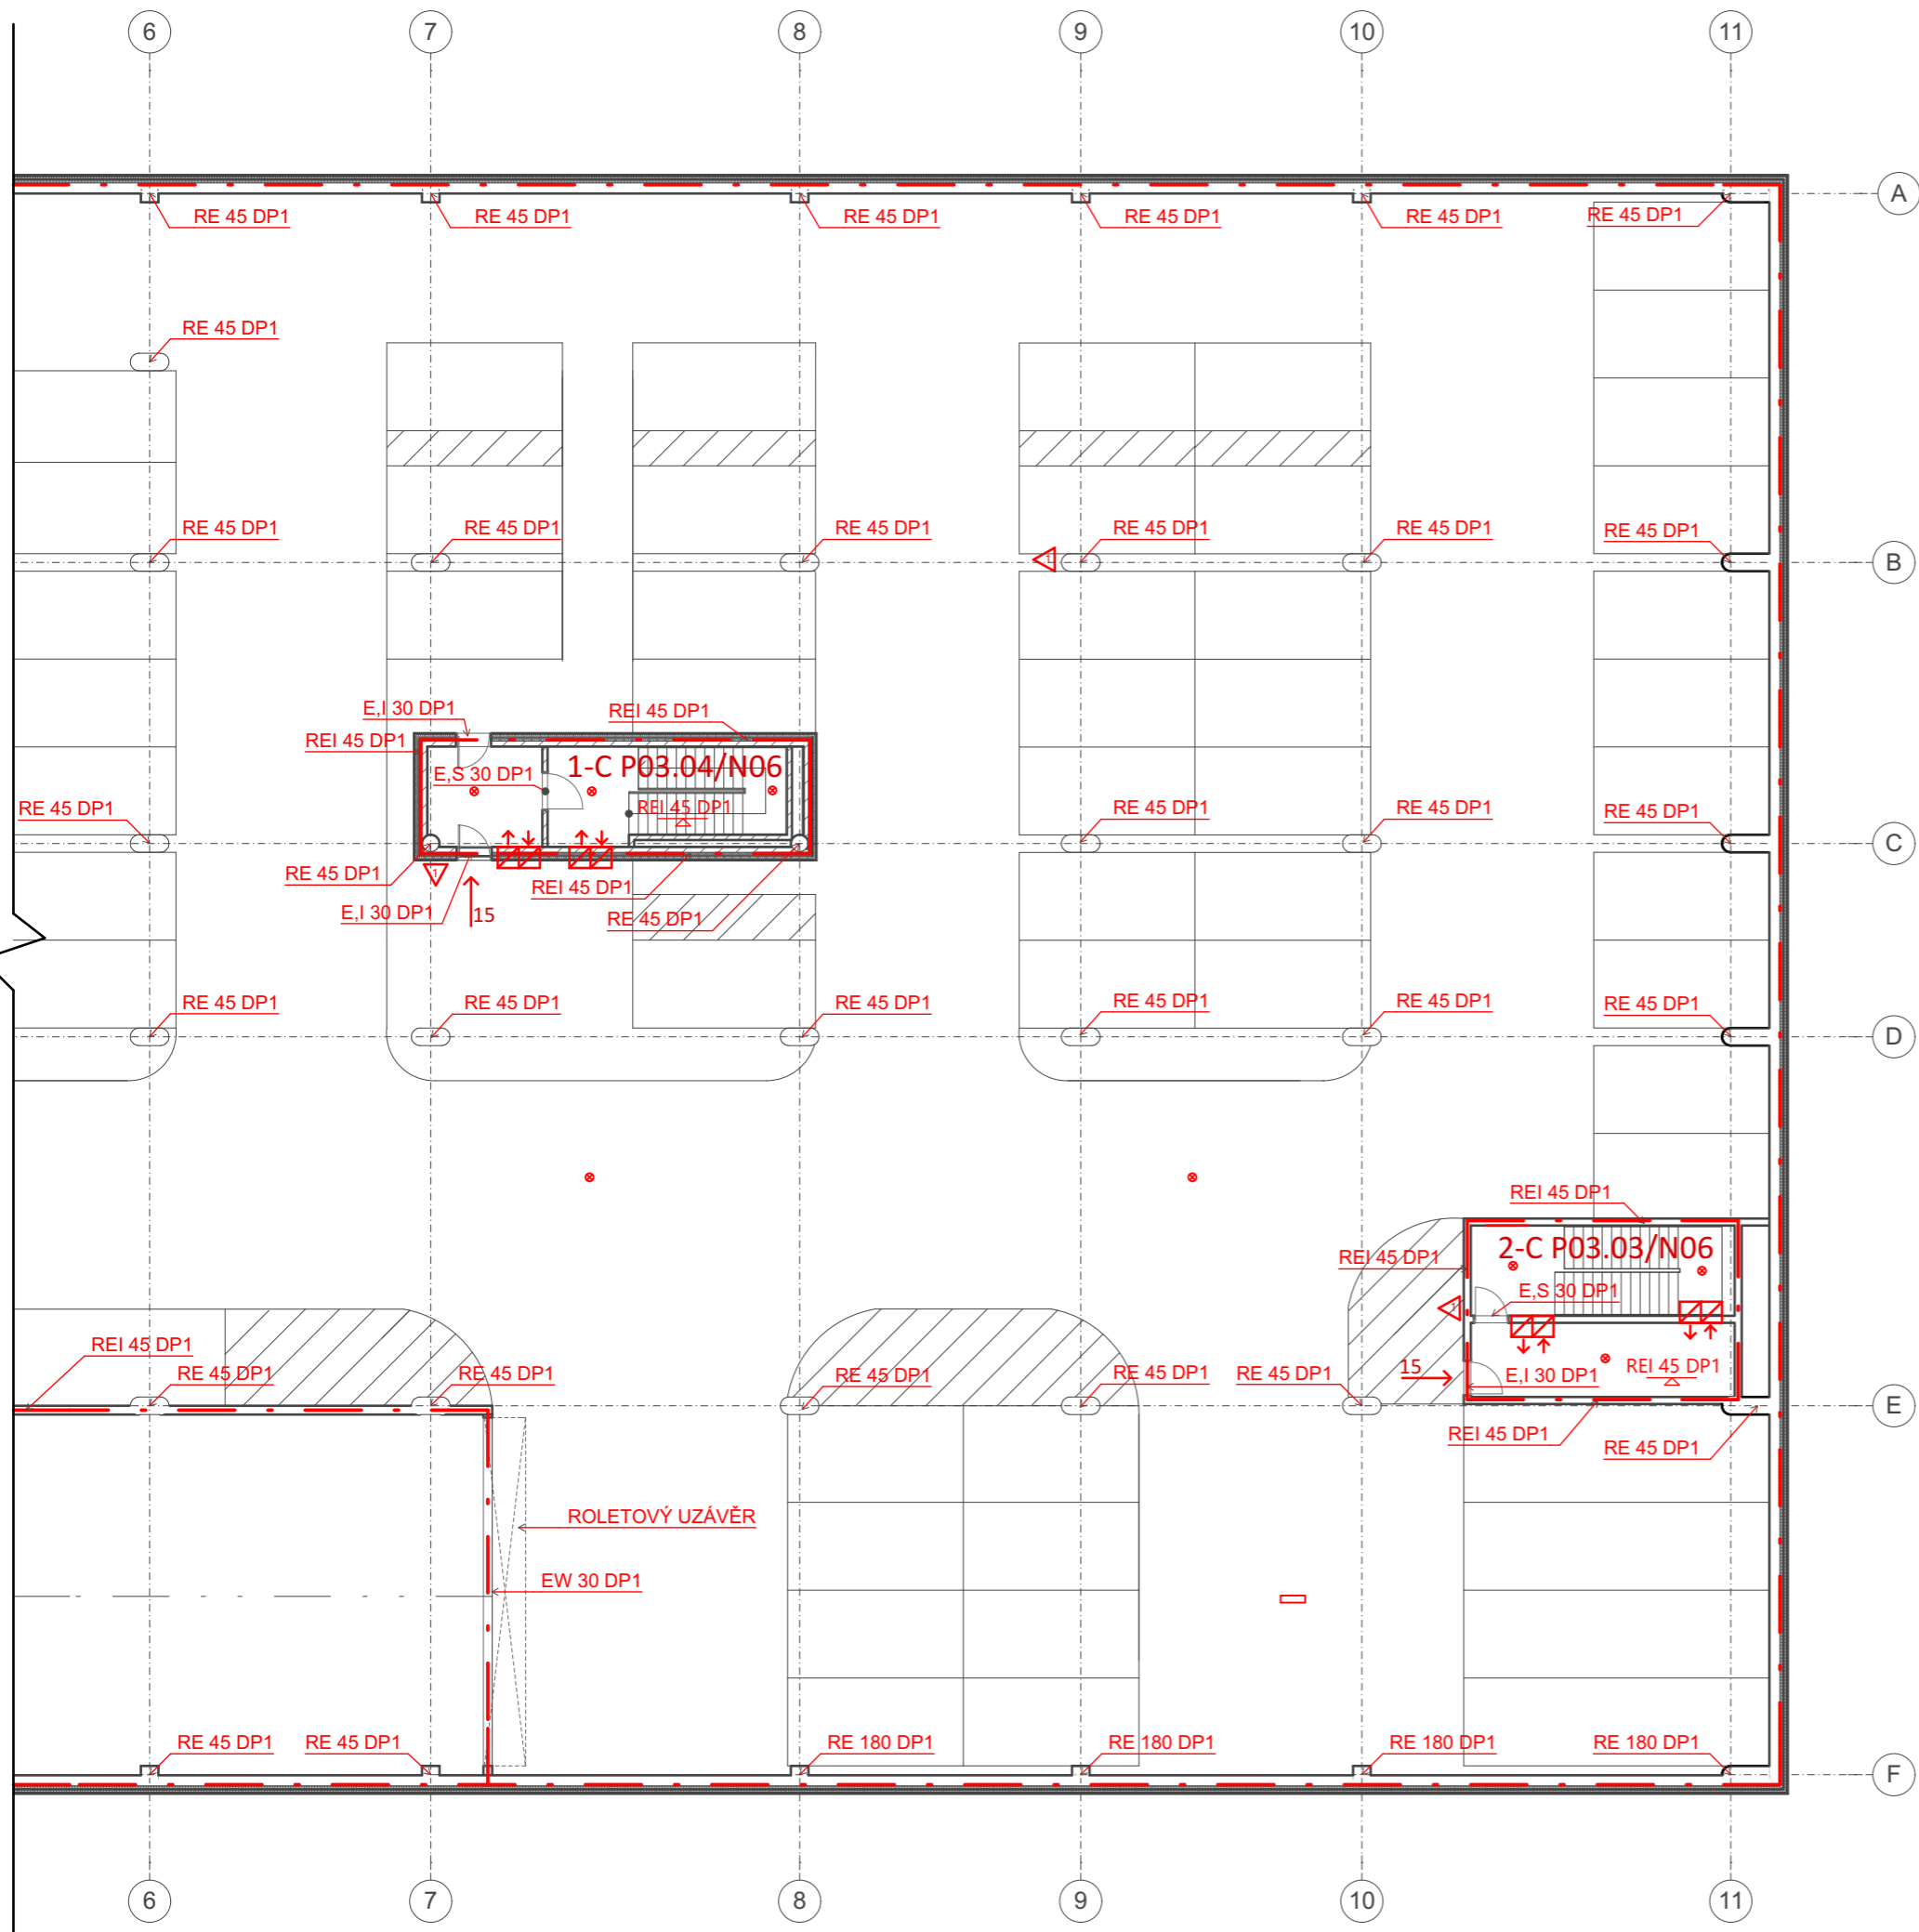 6 7 8 9 10 11
A
RE 45 DP1 RE 45 DP1 RE 45 DP1 RE 45 DP1 RE 45 DP1 RE 45 DP1
RE 45 DP1
RE 45 DP1 RE 45 DP1 RE 45 DP1 RE 45 DP1 RE 45 DP1 RE 45 DP1
1
B
E,I 30 DP1 REI 45 DP1
REI 45 DP1
1-C P03.04/N06
E,S 30 DP1
RE 45 DP1 REI 45 DP1 RE 45 DP1 RE 45 DP1 RE 45 DP1
C
RE 45 DP1 1 REI 45 DP1
E,I 30 DP1 15 RE 45 DP1
RE 45 DP1 RE 45 DP1 RE 45 DP1 RE 45 DP1 RE 45 DP1 RE 45 DP1
D
REI 45 DP1
REI 45 DP1 2-C P03.03/N06
E,S 30 DP1
1
REI 45 DP1
15 E,I 30 DP1 REI 45 DP1
RE 45 DP1 RE 45 DP1 RE 45 DP1 RE 45 DP1 RE 45 DP1
E
REI 45 DP1 RE 45 DP1
ROLETOVÝ UZÁVĚR
EW 30 DP1
RE 45 DP1 RE 45 DP1 RE 180 DP1 RE 180 DP1 RE 180 DP1 RE 180 DP1
F
6 7 8 9 10 11